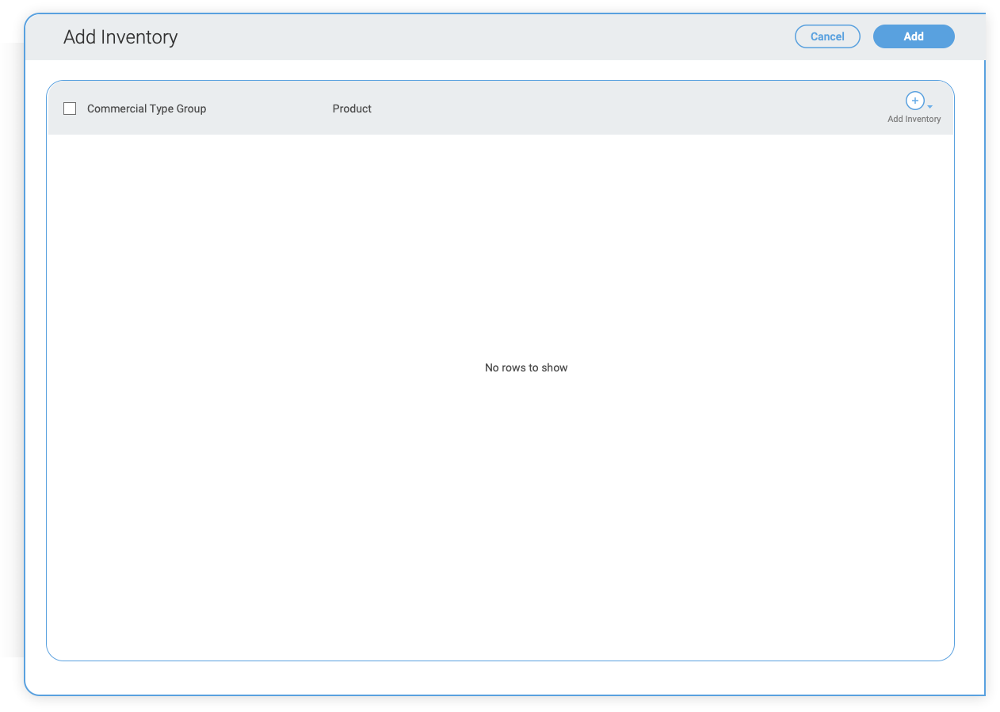 Add Inventory
Cancel
Add
Commercial Type Group
Product
Add Inventory
No rows to show